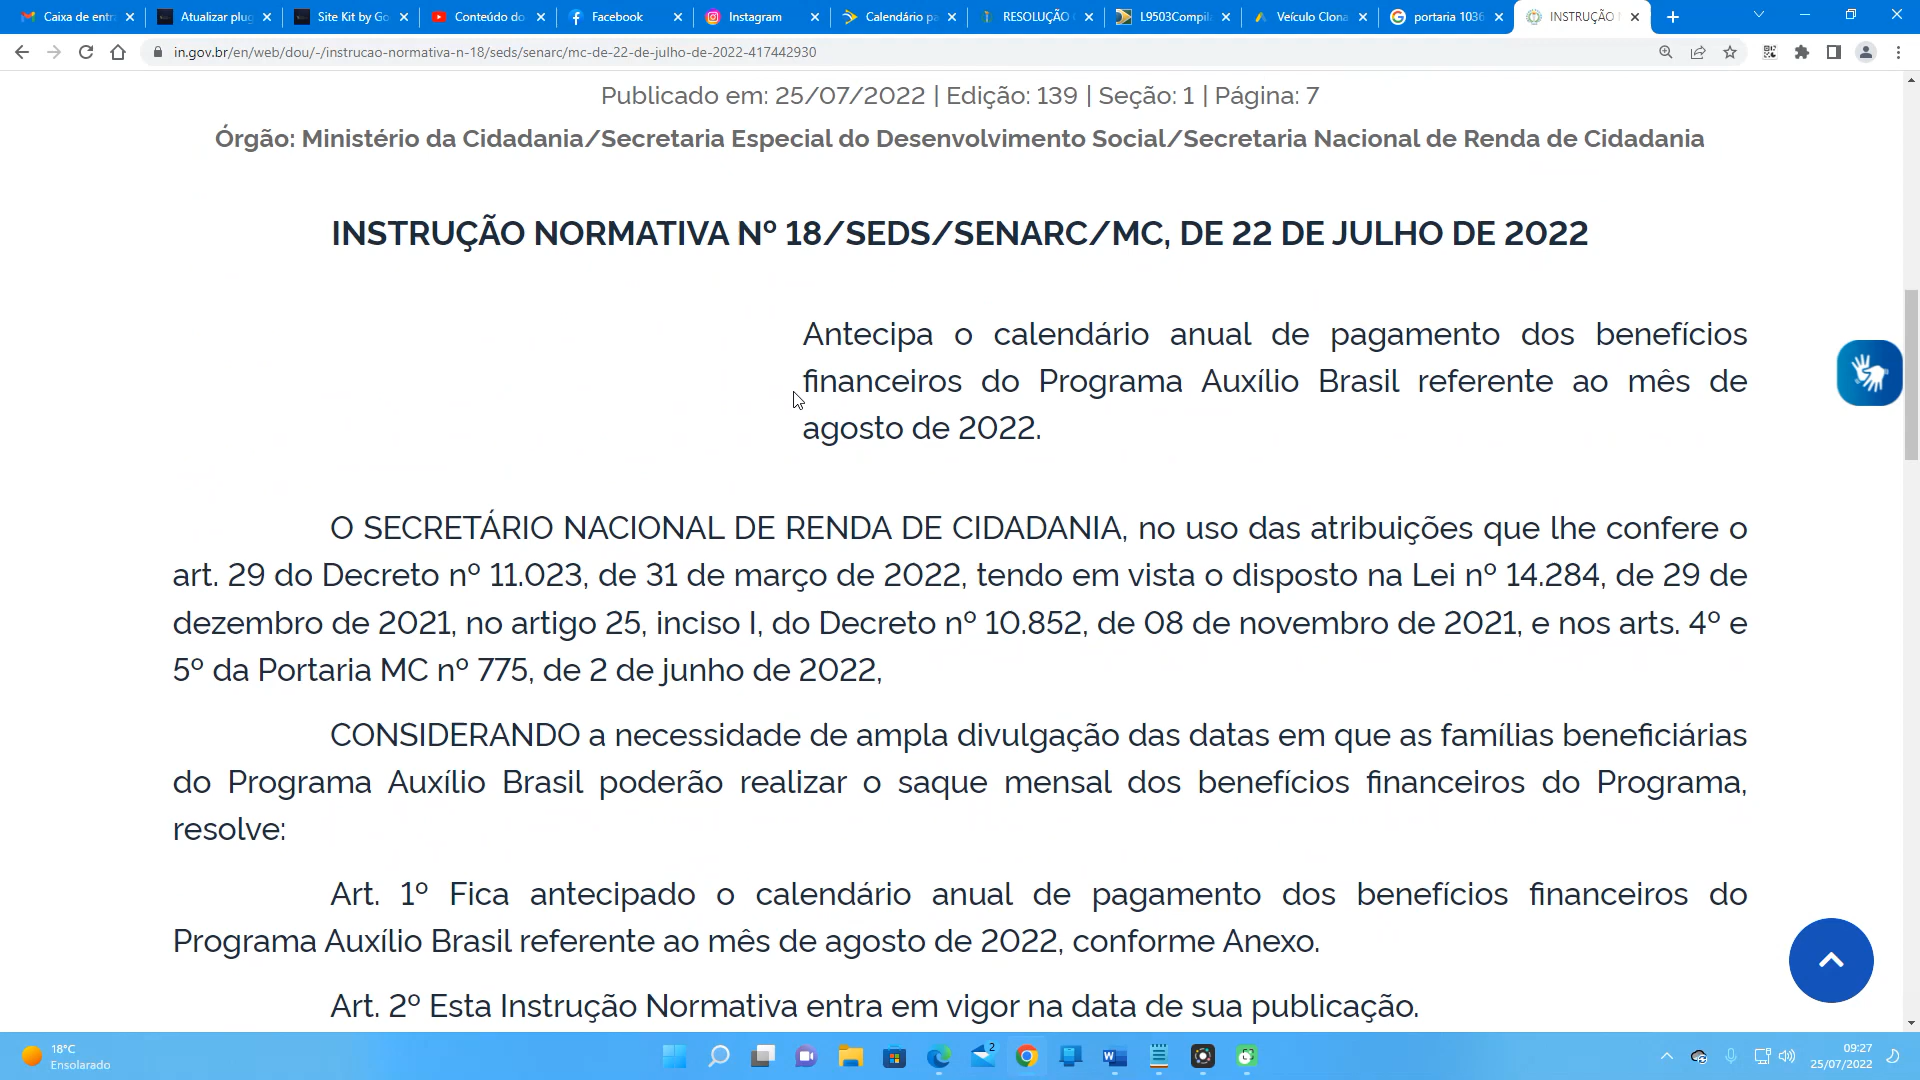 Caixa de entr
Atualizar plug
Site Kit by Go
Conteúdo do
Facebook
Instagram
Calendário pa
RESOLUÇÃO
L9503Compil
Veículo Clona
portaria 1036
INSTRUÇÃO
in.gov.br/en/web/dou/-/instrucao-normativa-n-18/seds/senarc/mc-de-22-de-julho-de-2022-417442930
Publicado em: 25/07/2022 | Edição: 139 | Seção: 1 | Página: 7
Órgão: Ministério da Cidadania/Secretaria Especial do Desenvolvimento Social/Secretaria Nacional de Renda de Cidadania
INSTRUÇÃO NORMATIVA Nº 18/SEDS/SENARC/MC, DE 22 DE JULHO DE 2022
Antecipa o calendário anual de pagamento dos benefícios
financeiros do Programa Auxílio Brasil referente ao mês de
agosto de 2022.
O SECRETÁRIO NACIONAL DE RENDA DE CIDADANIA, no uso das atribuições que lhe confere o
art. 29 do Decreto nº 11.023, de 31 de março de 2022, tendo em vista o disposto na Lei nº 14.284, de 29 de
dezembro de 2021, no artigo 25, inciso I, do Decreto nº 10.852, de 08 de novembro de 2021, e nos arts. 4º e
5º da Portaria MC nº 775, de 2 de junho de 2022,
CONSIDERANDO a necessidade de ampla divulgação das datas em que as famílias beneficiárias
do Programa Auxílio Brasil poderão realizar o saque mensal dos benefícios financeiros do Programa,
resolve:
Art. 1º Fica antecipado o calendário anual de pagamento dos benefícios financeiros do
Programa Auxílio Brasil referente ao mês de agosto de 2022, conforme Anexo.
Art. 2º Esta Instrução Normativa entra em vigor na data de sua publicação.
18°C
Ensolarado
2
09:27
25/07/2022